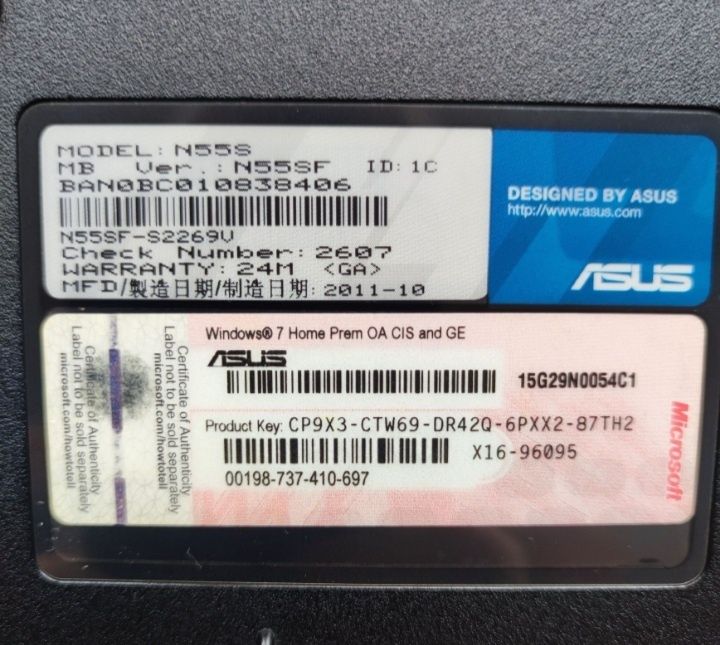 MODEL: N55S
MB Ver.: N55SF ID: 1C
BAN0BC010838406
N55SF-S2269V
Check Number: 2607
WARRANTY: 24M <GA>
MFD/製造日期/制造日期: 2011-10
DESIGNED BY ASUS
http://www.asus.com
ASUS
Certificate of Authenticity
Label not to be sold separately
microsoft.com/howtotell
Certificate of Authenticity
Label not to be sold separately
microsoft.com/howtotell
Windows® 7 Home Prem OA CIS and GE
ASUS
15G29N0054C1
Product Key: CP9X3-CTW69-DR42Q-6PXX2-87TH2
X16-96095
00198-737-410-697
Microsoft